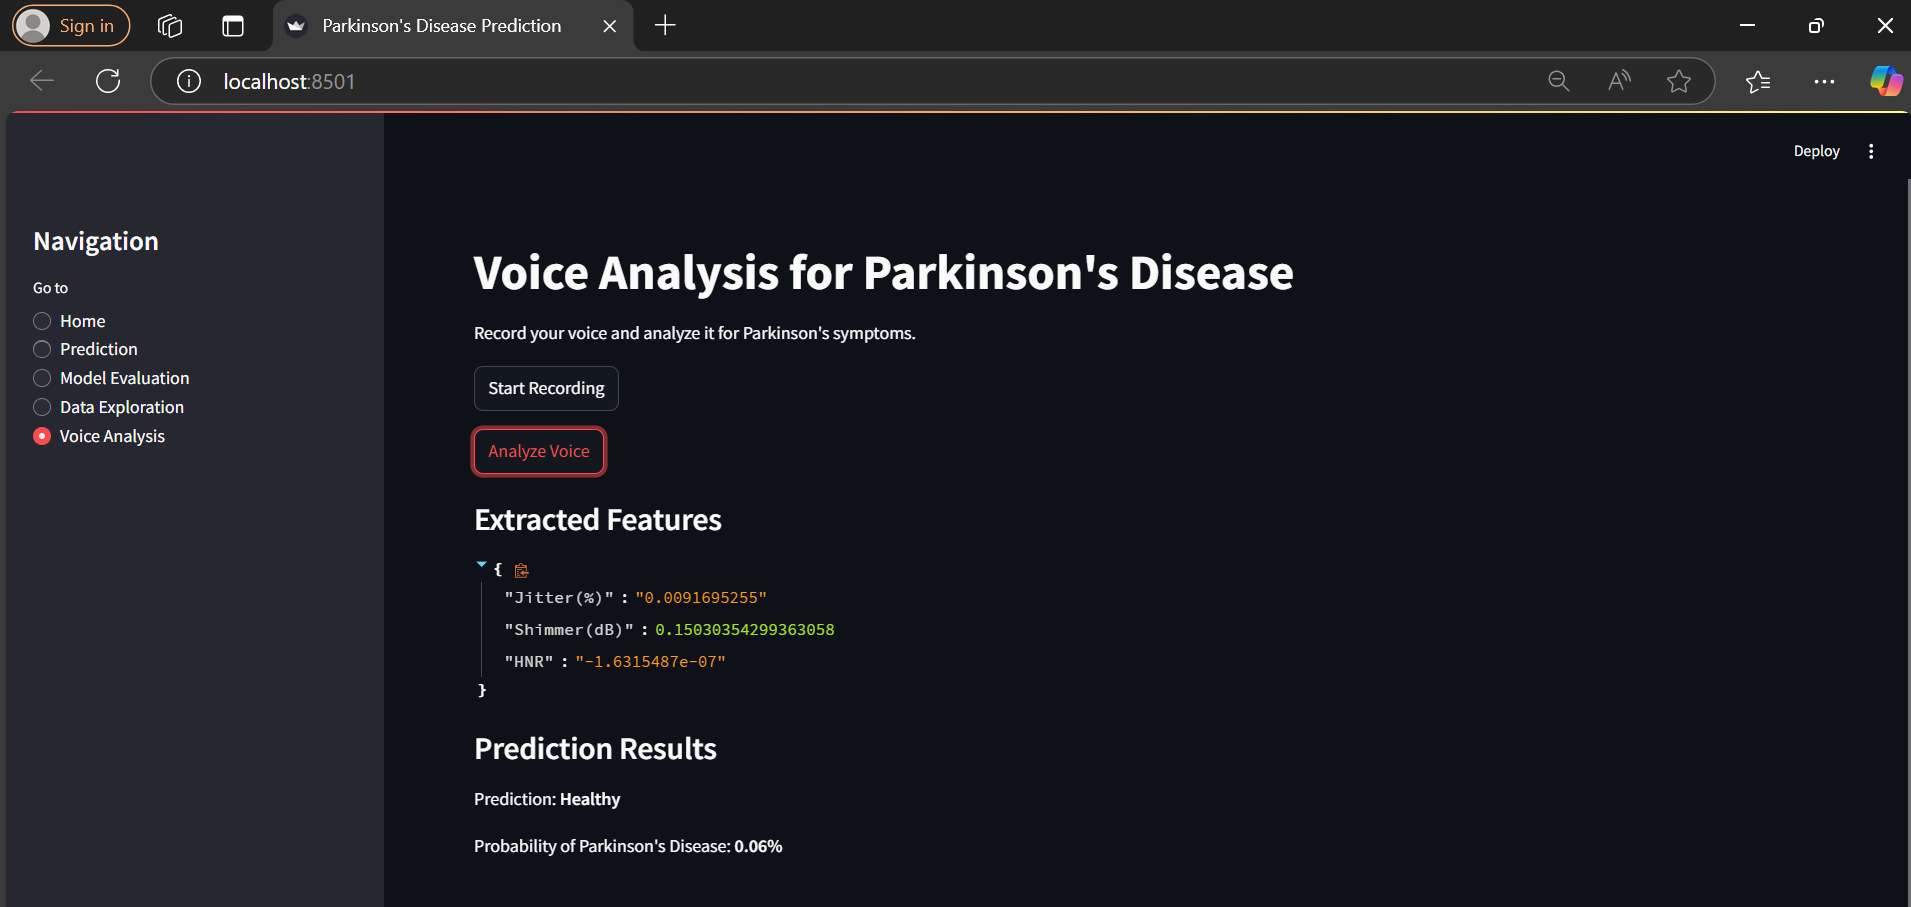 Sign in
Parkinson's Disease Prediction
localhost:8501
Deploy
Navigation
Go to
Home
Prediction
Model Evaluation
Data Exploration
Voice Analysis
Voice Analysis for Parkinson's Disease
Record your voice and analyze it for Parkinson's symptoms.
Start Recording
Analyze Voice
Extracted Features
{
"Jitter(%)" : "0.0091695255"
"Shimmer(dB)" : 0.15030354299363058
"HNR" : "-1.6315487e-07"
}
Prediction Results
Prediction: Healthy
Probability of Parkinson's Disease: 0.06%